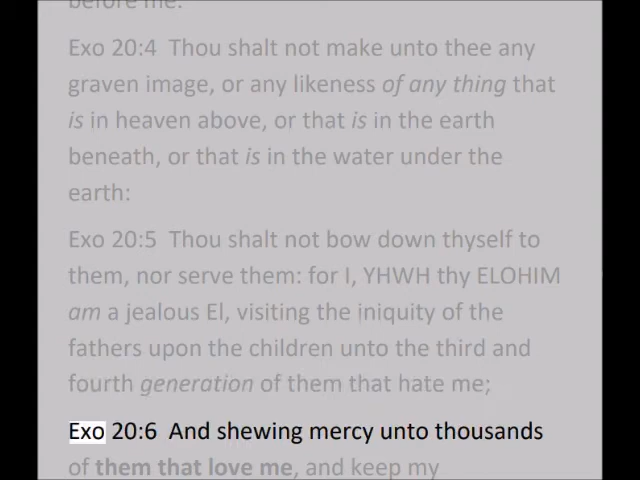 before me.
Exo 20:4  Thou shalt not make unto thee any
graven image, or any likeness of any thing that
is in heaven above, or that is in the earth
beneath, or that is in the water under the
earth:
Exo 20:5  Thou shalt not bow down thyself to
them, nor serve them: for I, YHWH thy ELOHIM
am a jealous El, visiting the iniquity of the
fathers upon the children unto the third and
fourth generation of them that hate me;
Exo 20:6  And shewing mercy unto thousands
of them that love me, and keep my